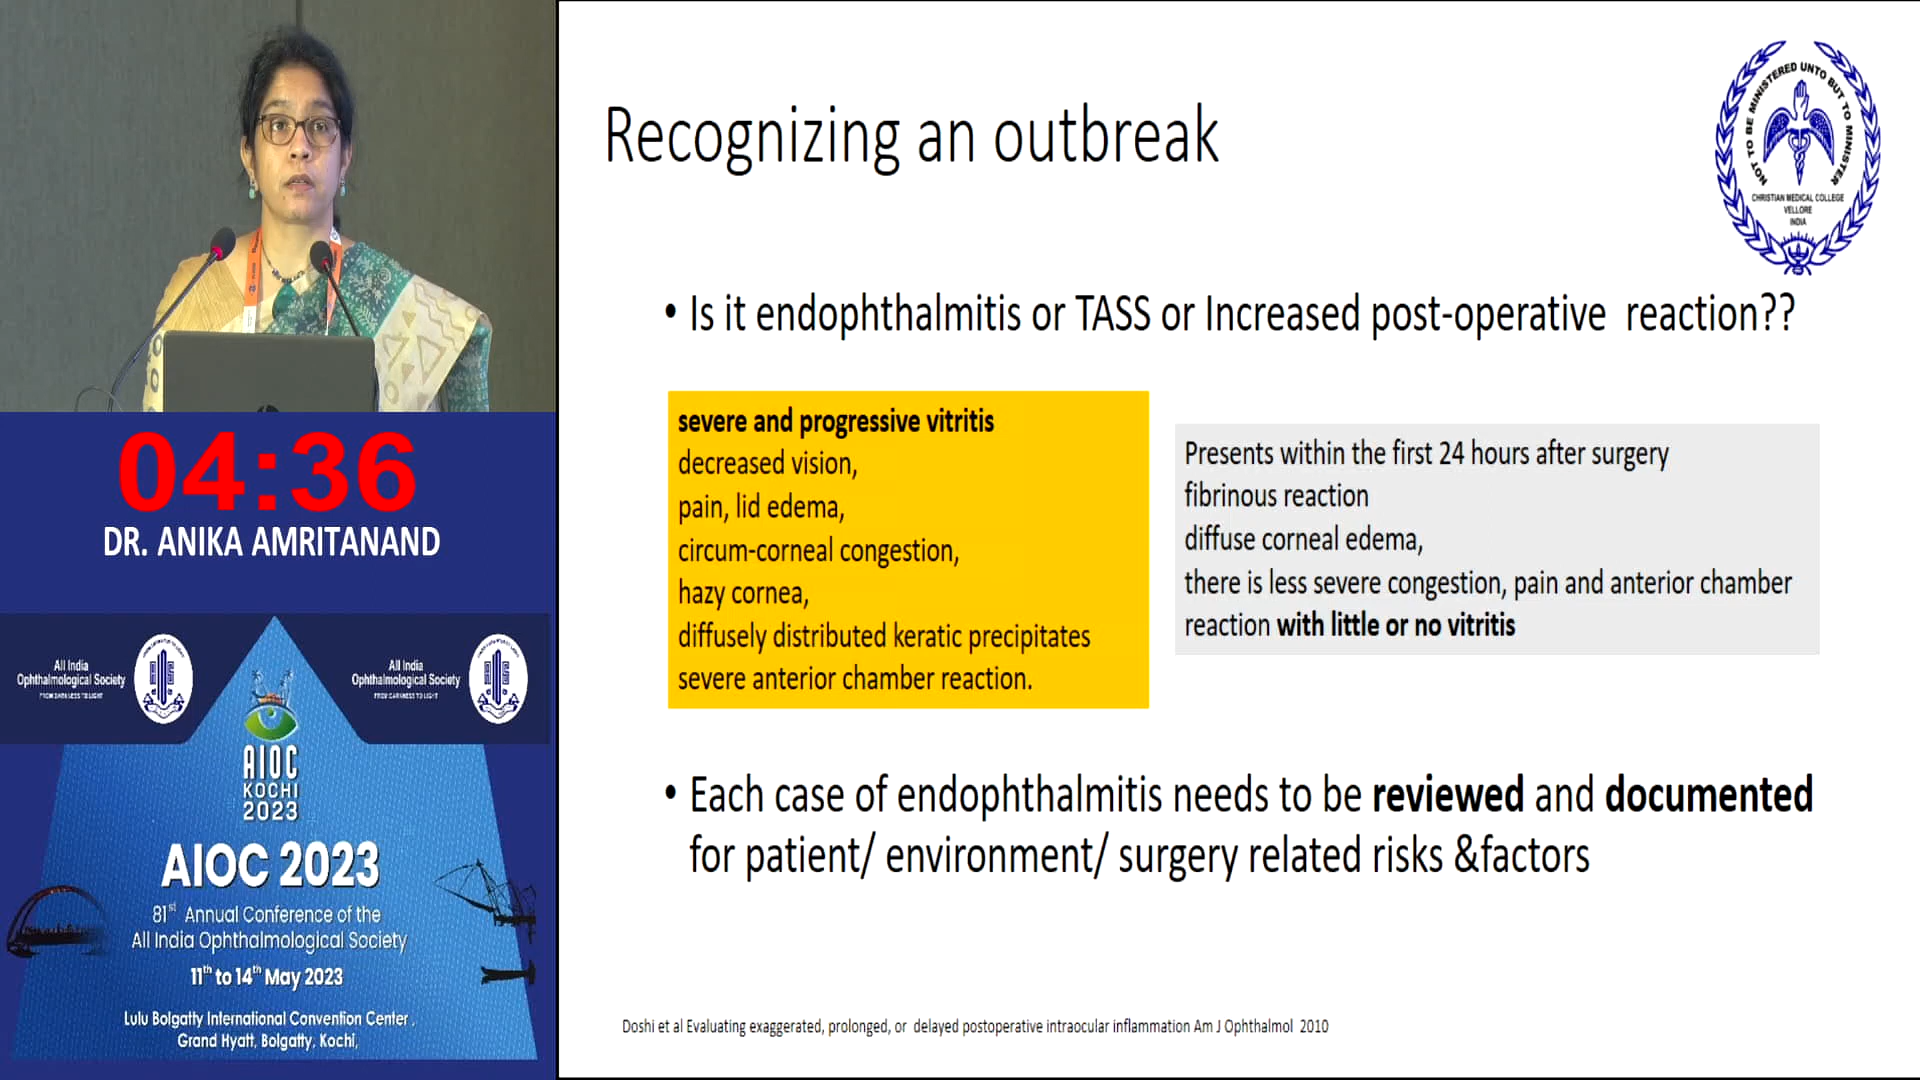 Recognizing an outbreak
NOT TO BE MINISTERED UNTO BUT TO MINISTER
CHRISTIAN MEDICAL COLLEGE
VELLORE
INDIA
• Is it endophthalmitis or TASS or Increased post-operative reaction??
severe and progressive vitritis
decreased vision,
pain, lid edema,
circum-corneal congestion,
hazy cornea,
diffusely distributed keratic precipitates
severe anterior chamber reaction.
Presents within the first 24 hours after surgery
fibrinous reaction
diffuse corneal edema,
there is less severe congestion, pain and anterior chamber
reaction with little or no vitritis
• Each case of endophthalmitis needs to be reviewed and documented
for patient/ environment/ surgery related risks &factors
Doshi et al Evaluating exaggerated, prolonged, or delayed postoperative intraocular inflammation Am J Ophthalmol 2010
04:36
DR. ANIKA AMRITANAND
All India
Ophthalmological Society
FROM DARKNESS TO LIGHT
All India
Ophthalmological Society
FROM DARKNESS TO LIGHT
AIOC
KOCHI
2023
AIOC 2023
81st Annual Conference of the
All India Ophthalmological Society
11th to 14th May 2023
Lulu Bolgatty International Convention Center,
Grand Hyatt, Bolgatty, Kochi,